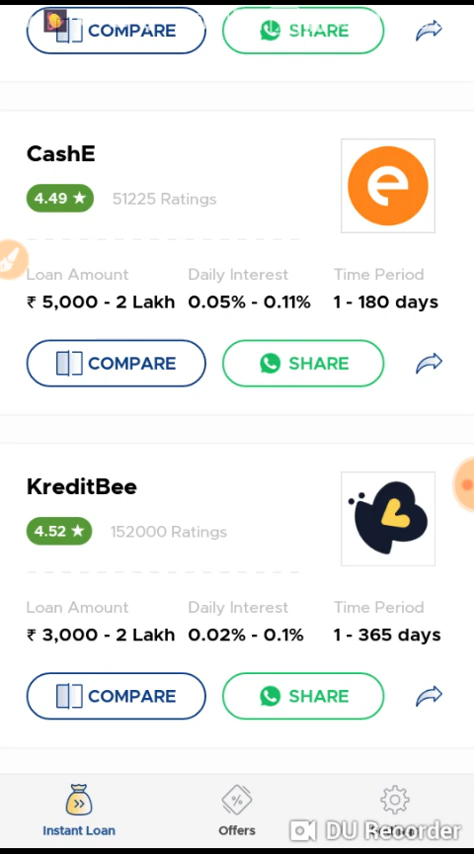 COMPARE SHARE
CashE
4.49 ★ 51225 Ratings
Loan Amount Daily Interest Time Period
₹ 5,000 - 2 Lakh 0.05% - 0.11% 1 - 180 days
COMPARE SHARE
KreditBee
4.52 ★ 152000 Ratings
Loan Amount Daily Interest Time Period
₹ 3,000 - 2 Lakh 0.02% - 0.1% 1 - 365 days
COMPARE SHARE
Instant Loan Offers
DU Recorder